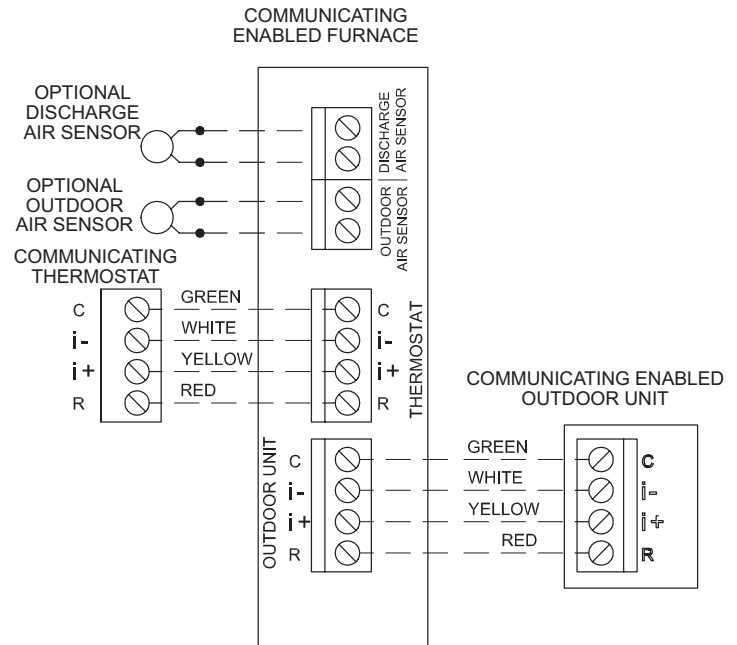 COMMUNICATING
ENABLED FURNACE
OPTIONAL
DISCHARGE
AIR SENSOR
DISCHARGE
AIR SENSOR
OPTIONAL
OUTDOOR
AIR SENSOR
OUTDOOR
AIR SENSOR
COMMUNICATING
THERMOSTAT
C
GREEN
C
i-
WHITE
i-
i+
YELLOW
i+
R
RED
R
THERMOSTAT
COMMUNICATING ENABLED
OUTDOOR UNIT
OUTDOOR UNIT
C
GREEN
C
i-
WHITE
i-
i+
YELLOW
i+
R
RED
R